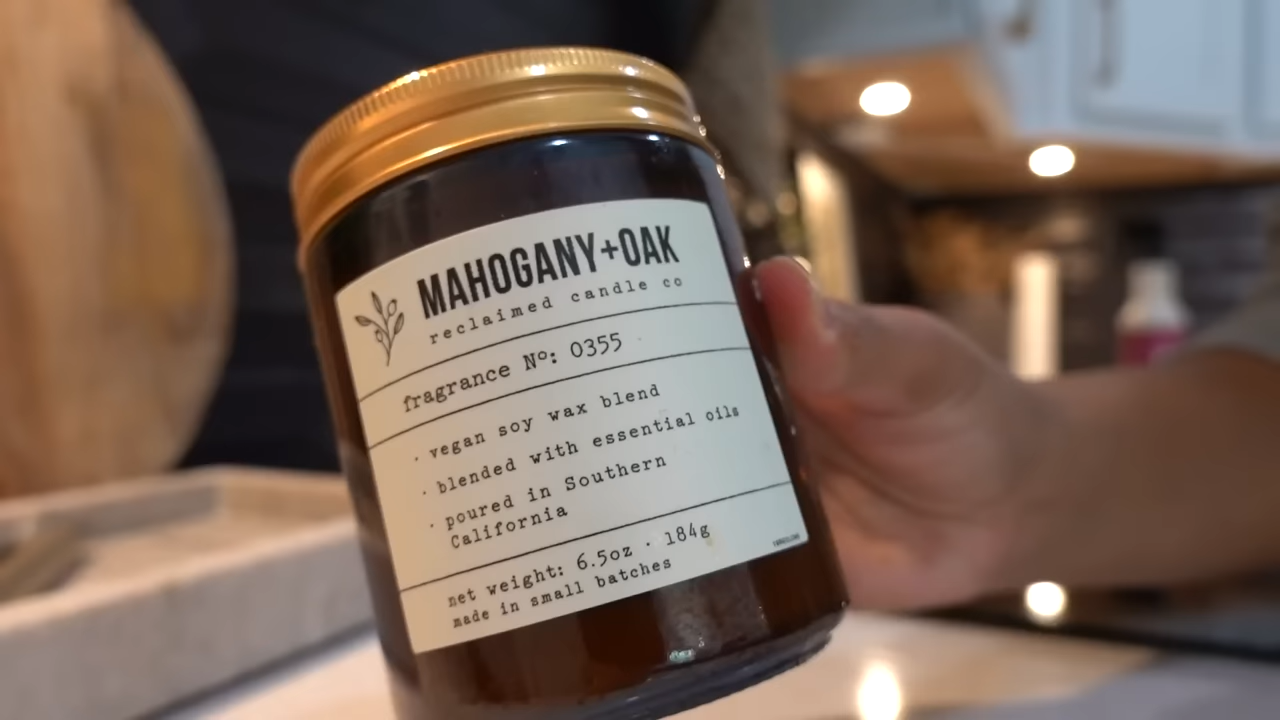 MAHOGANY+OAK
reclaimed candle co
fragrance Nº: 0355
· vegan soy wax blend
· blended with essential oils
· poured in Southern
California
net weight: 6.5oz · 184g
made in small batches